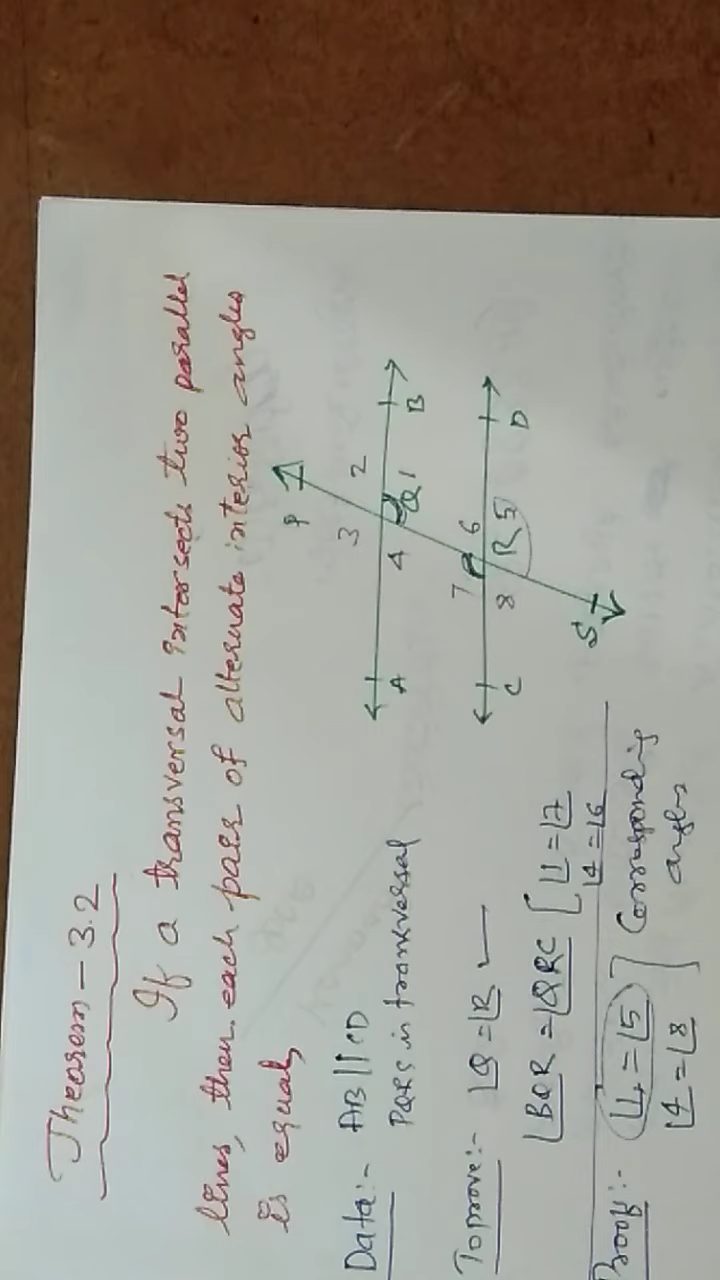 Theorem - 3.2
If a transversal intersects two parallel
lines, then each pair of alternate interior angles
is equal,
Data:- AB||CD
PQRS is transversal
To prove:- ∠Q = ∠R
∠BQR = ∠QRC [ ∠1 = ∠7
∠4 = ∠6
Proof:- ∠1 = ∠5 ] Corresponding
∠4 = ∠8 angles
P
3 2
A 4 Q 1 B
7 6
C 8 R 5 D
S